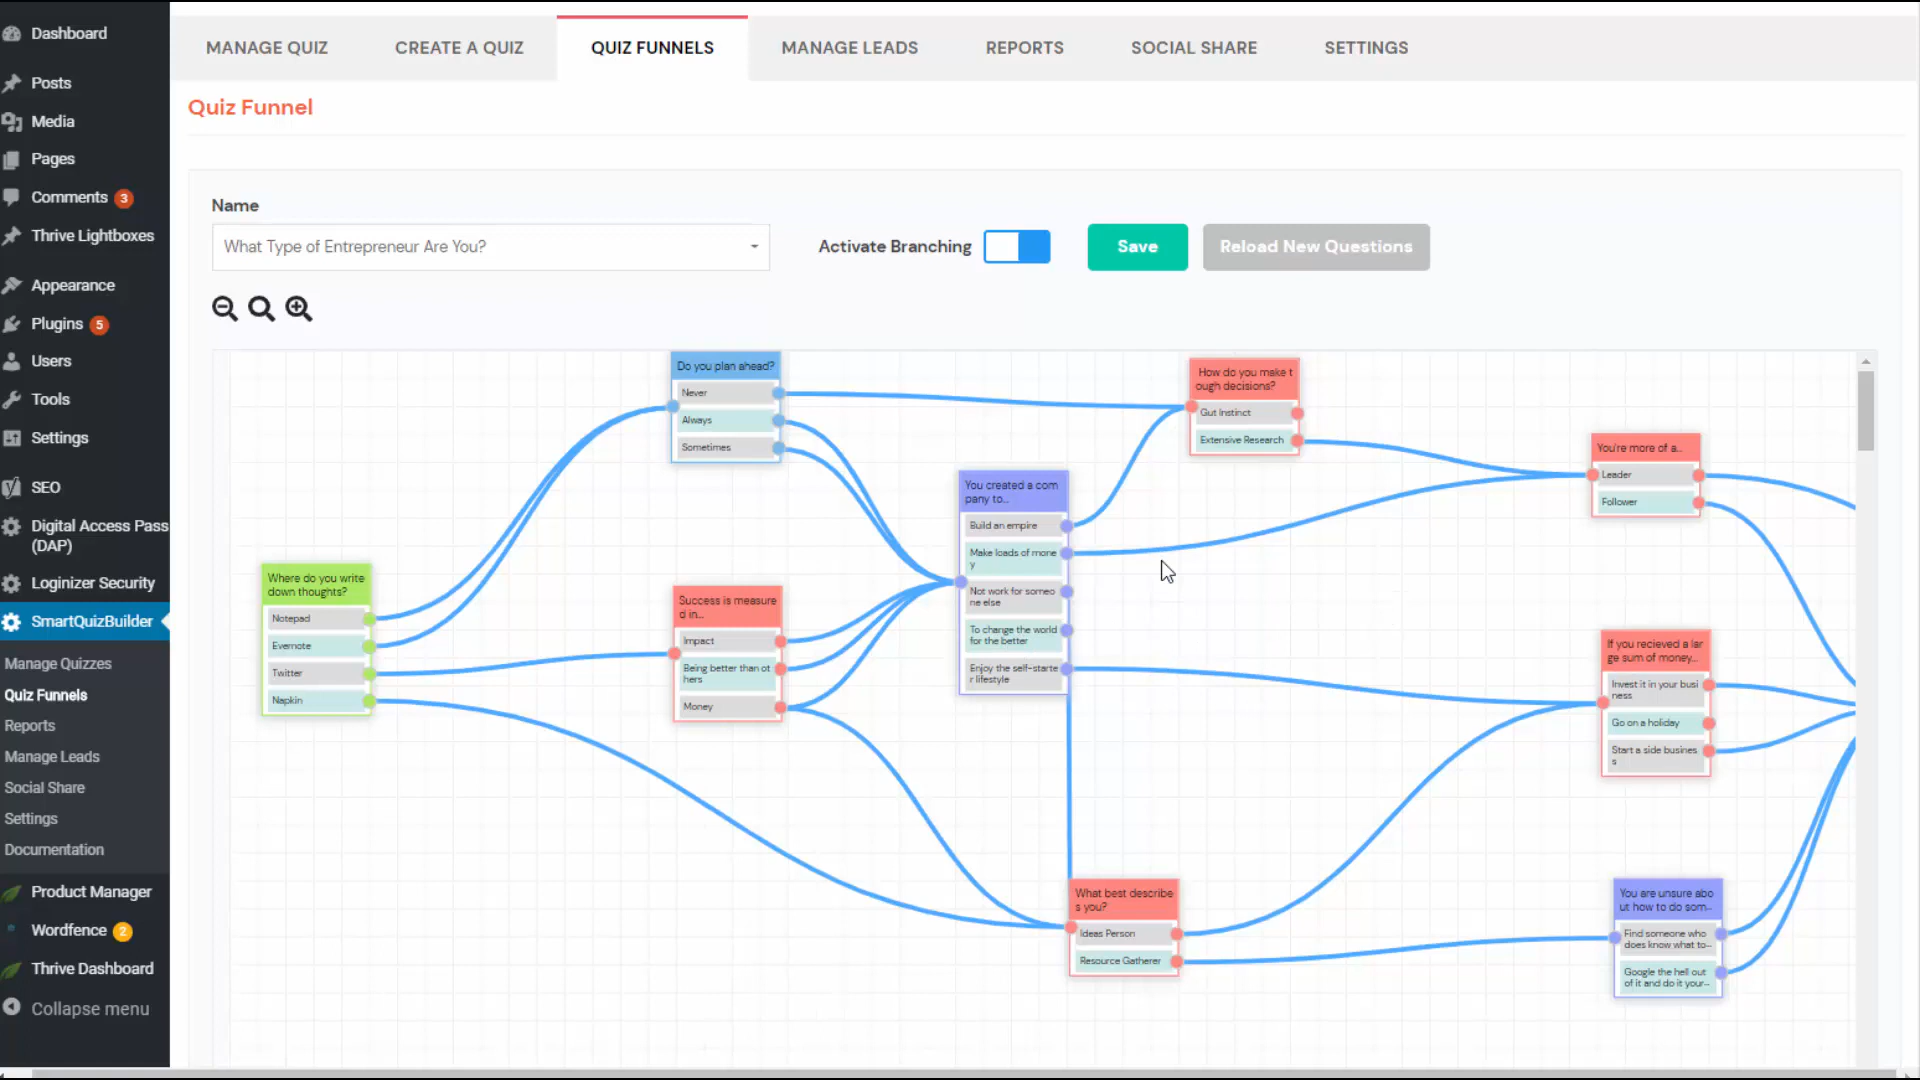 Dashboard
Posts
Media
Pages
Comments 3
Thrive Lightboxes
Appearance
Plugins 5
Users
Tools
Settings
SEO
Digital Access Pass
(DAP)
Loginizer Security
SmartQuizBuilder
Manage Quizzes
Quiz Funnels
Reports
Manage Leads
Social Share
Settings
Documentation
Product Manager
Wordfence 2
Thrive Dashboard
Collapse menu
MANAGE QUIZ
CREATE A QUIZ
QUIZ FUNNELS
MANAGE LEADS
REPORTS
SOCIAL SHARE
SETTINGS
Quiz Funnel
Name
What Type of Entrepreneur Are You?
Activate Branching
Save
Reload New Questions
Where do you write
down thoughts?
Notepad
Evernote
Twitter
Napkin
Do you plan ahead?
Never
Always
Sometimes
Success is measure
d in...
Impact
Being better than ot
hers
Money
You created a com
pany to...
Build an empire
Make loads of mone
y
Not work for someo
ne else
To change the world
for the better
Enjoy the self-starte
r lifestyle
How do you make t
ough decisions?
Gut Instinct
Extensive Research
What best describe
s you?
Ideas Person
Resource Gatherer
You're more of a...
Leader
Follower
If you recieved a lar
ge sum of money...
Invest it in your busi
ness
Go on a holiday
Start a side busines
s
You are unsure abo
ut how to do som...
Find someone who
does know what to...
Google the hell out
of it and do it your...